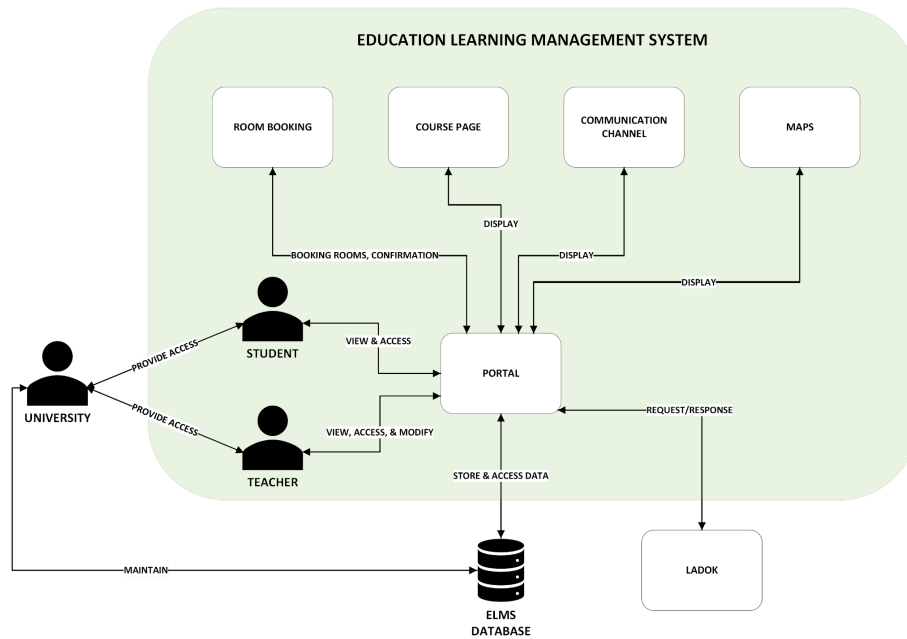 EDUCATION LEARNING MANAGEMENT SYSTEM
ROOM BOOKING
COURSE PAGE
COMMUNICATION
CHANNEL
MAPS
DISPLAY
BOOKING ROOMS, CONFIRMATION
DISPLAY
DISPLAY
PROVIDE ACCESS
STUDENT
VIEW & ACCESS
PORTAL
UNIVERSITY
PROVIDE ACCESS
REQUEST/RESPONSE
VIEW, ACCESS, & MODIFY
TEACHER
STORE & ACCESS DATA
MAINTAIN
LADOK
ELMS
DATABASE